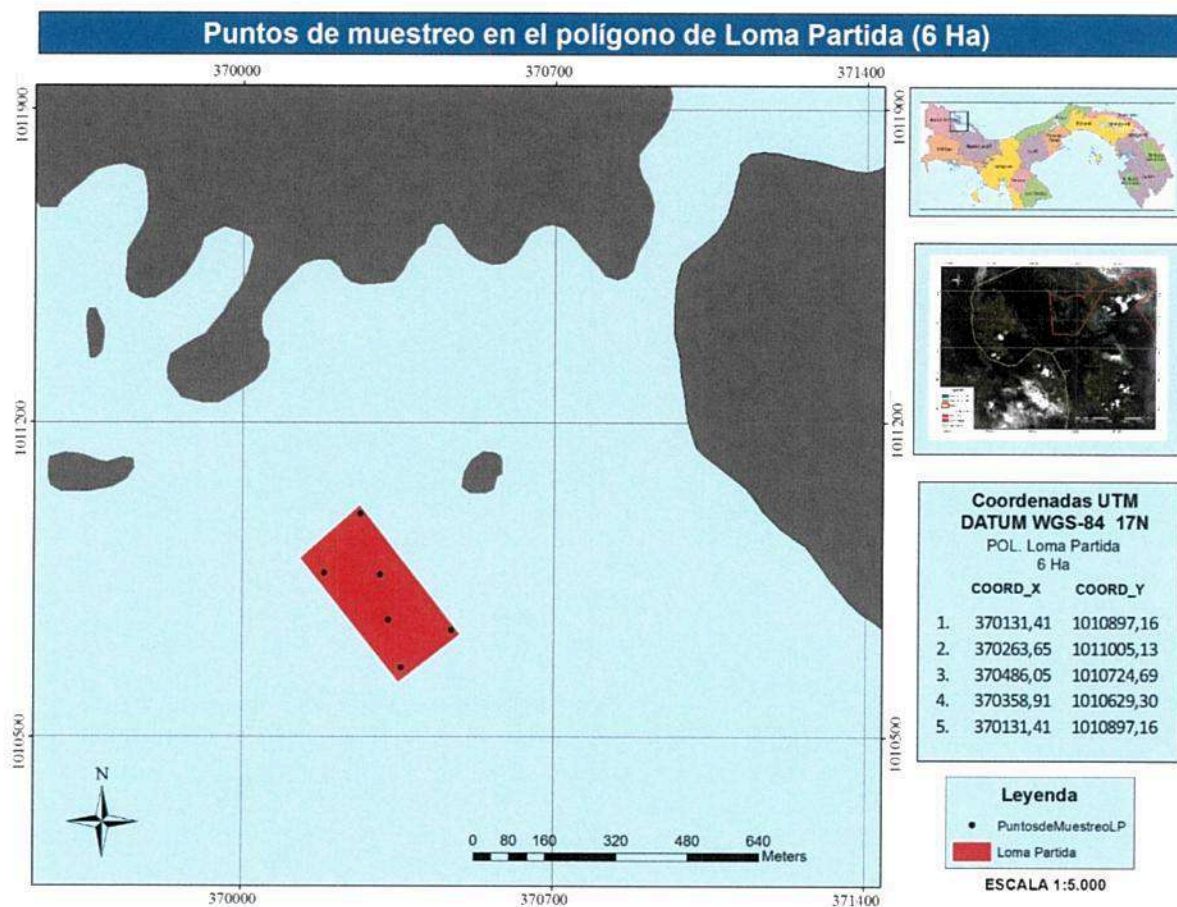 Puntos de muestreo en el polígono de Loma Partida (6 Ha)
370000 370700 371400
1011900 1011900
1011200 1011200
1010500 1010500
370000 370700 371400
N
0 80 160 320 480 640
Meters
Coordenadas UTM
DATUM WGS-84 17N
POL. Loma Partida
6 Ha
COORD_X COORD_Y
1. 370131,41 1010897,16
2. 370263,65 1011005,13
3. 370486,05 1010724,69
4. 370358,91 1010629,30
5. 370131,41 1010897,16
Leyenda
PuntosdeMuestreoLP
Loma Partida
ESCALA 1:5.000